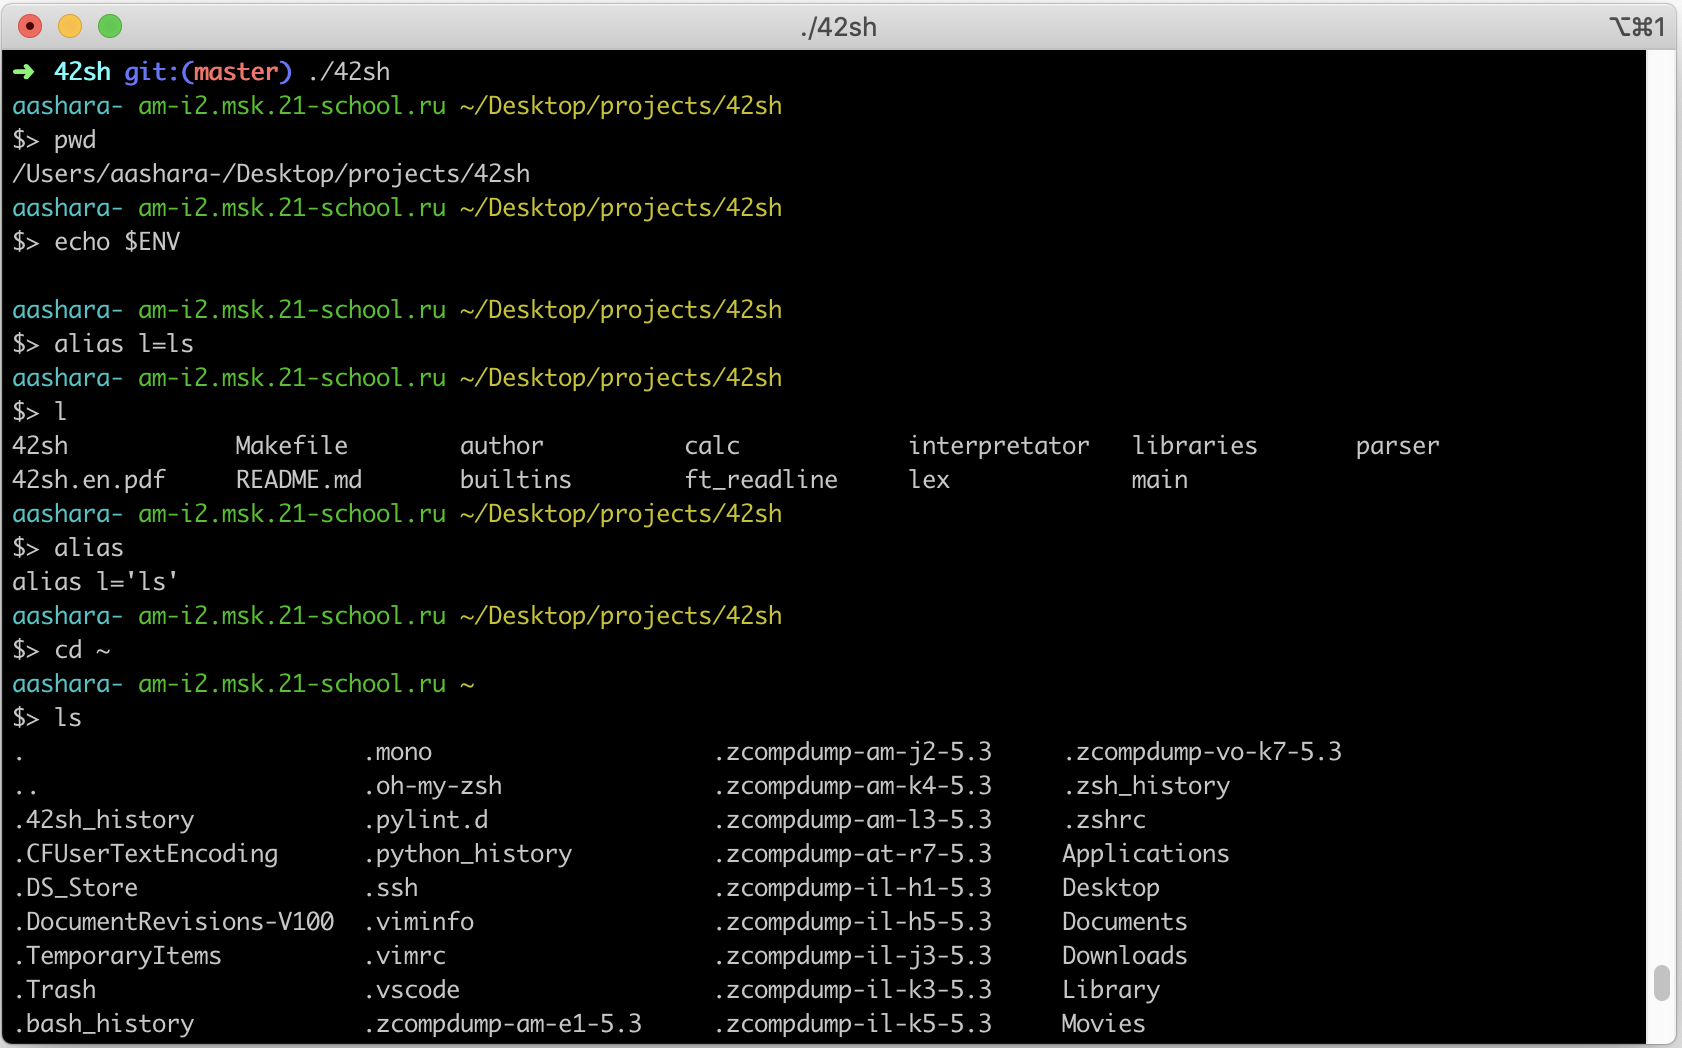 ./42sh ⌥⌘1
➜ 42sh git:(master) ./42sh
aashara- am-i2.msk.21-school.ru ~/Desktop/projects/42sh
$> pwd
/Users/aashara-/Desktop/projects/42sh
aashara- am-i2.msk.21-school.ru ~/Desktop/projects/42sh
$> echo $ENV

aashara- am-i2.msk.21-school.ru ~/Desktop/projects/42sh
$> alias l=ls
aashara- am-i2.msk.21-school.ru ~/Desktop/projects/42sh
$> l
42sh Makefile author calc interpretator libraries parser
42sh.en.pdf README.md builtins ft_readline lex main
aashara- am-i2.msk.21-school.ru ~/Desktop/projects/42sh
$> alias
alias l='ls'
aashara- am-i2.msk.21-school.ru ~/Desktop/projects/42sh
$> cd ~
aashara- am-i2.msk.21-school.ru ~
$> ls
. .mono .zcompdump-am-j2-5.3 .zcompdump-vo-k7-5.3
.. .oh-my-zsh .zcompdump-am-k4-5.3 .zsh_history
.42sh_history .pylint.d .zcompdump-am-l3-5.3 .zshrc
.CFUserTextEncoding .python_history .zcompdump-at-r7-5.3 Applications
.DS_Store .ssh .zcompdump-il-h1-5.3 Desktop
.DocumentRevisions-V100 .viminfo .zcompdump-il-h5-5.3 Documents
.TemporaryItems .vimrc .zcompdump-il-j3-5.3 Downloads
.Trash .vscode .zcompdump-il-k3-5.3 Library
.bash_history .zcompdump-am-e1-5.3 .zcompdump-il-k5-5.3 Movies